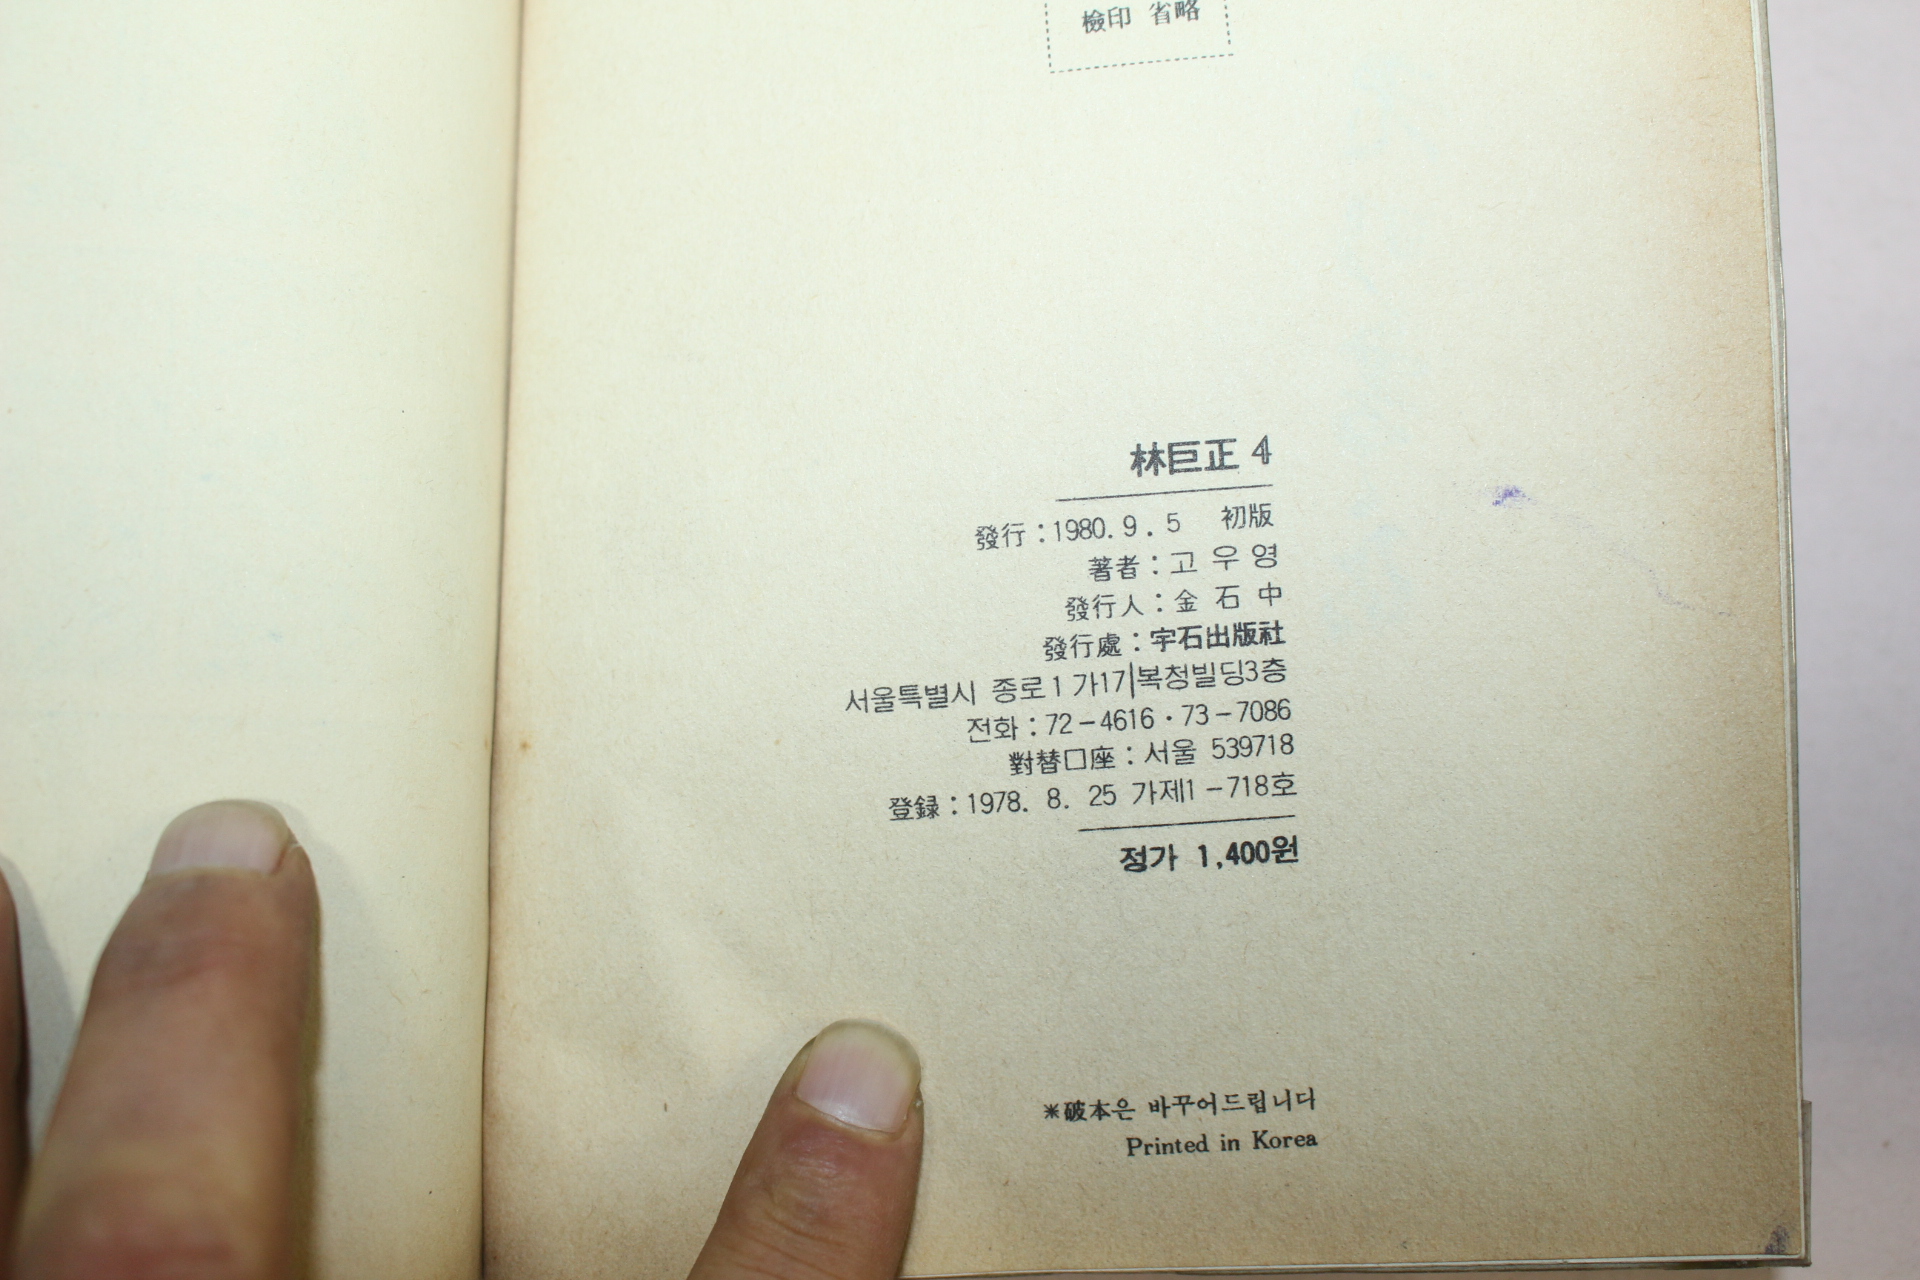 檢印 省略
林巨正 4
發行:1980. 9. 5 初版
著者:고우영
發行人:金石中
發行處:宇石出版社
서울특별시 종로1가17|복청빌딩3층
전화:72-4616·73-7086
對替口座:서울 539718
登録:1978. 8. 25 가제1-718호
정가 1,400원
※破本은 바꾸어드립니다
Printed in Korea